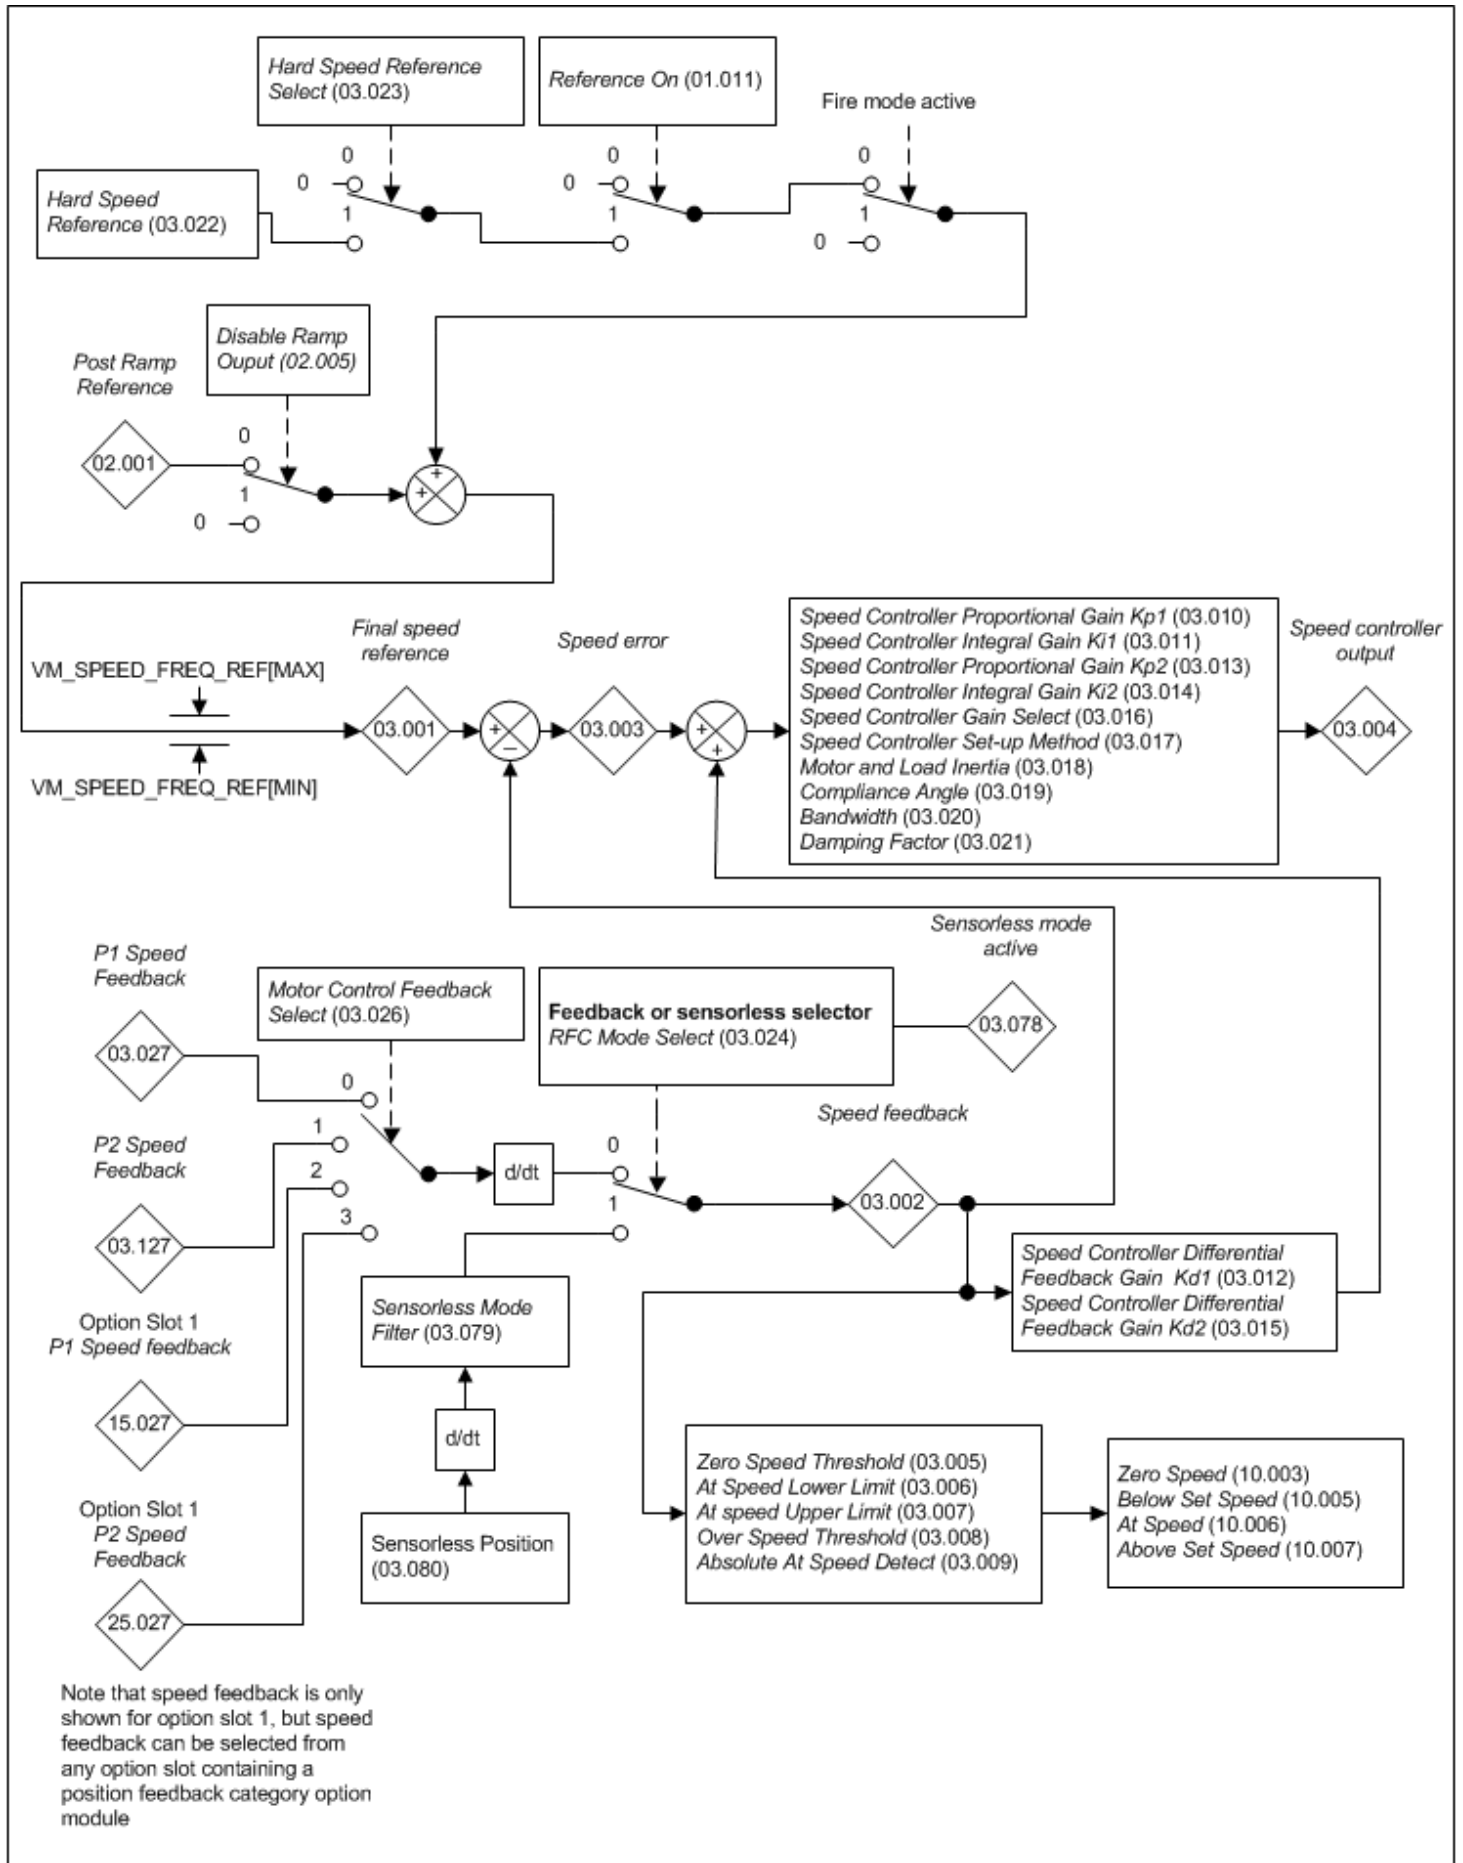 Hard Speed Reference
Select (03.023)
Reference On (01.011)
Fire mode active
0
0
0
0
0
Hard Speed
Reference (03.022)
1
1
1
0
Disable Ramp
Ouput (02.005)
Post Ramp
Reference
0
02.001
+
+
1
0
Final speed
reference
Speed error
Speed Controller Proportional Gain Kp1 (03.010)
Speed Controller Integral Gain Ki1 (03.011)
Speed Controller Proportional Gain Kp2 (03.013)
Speed Controller Integral Gain Ki2 (03.014)
Speed Controller Gain Select (03.016)
Speed Controller Set-up Method (03.017)
Motor and Load Inertia (03.018)
Compliance Angle (03.019)
Bandwidth (03.020)
Damping Factor (03.021)
Speed controller
output
VM_SPEED_FREQ_REF[MAX]
03.001
+
–
03.003
+
+
03.004
VM_SPEED_FREQ_REF[MIN]
Sensorless mode
active
P1 Speed
Feedback
Motor Control Feedback
Select (03.026)
Feedback or sensorless selector
RFC Mode Select (03.024)
03.078
03.027
0
Speed feedback
P2 Speed
Feedback
1
2
3
d/dt
0
1
03.002
03.127
Speed Controller Differential
Feedback Gain Kd1 (03.012)
Speed Controller Differential
Feedback Gain Kd2 (03.015)
Option Slot 1
P1 Speed feedback
Sensorless Mode
Filter (03.079)
15.027
d/dt
Zero Speed Threshold (03.005)
At Speed Lower Limit (03.006)
At speed Upper Limit (03.007)
Over Speed Threshold (03.008)
Absolute At Speed Detect (03.009)
Zero Speed (10.003)
Below Set Speed (10.005)
At Speed (10.006)
Above Set Speed (10.007)
Option Slot 1
P2 Speed
Feedback
Sensorless Position
(03.080)
25.027
Note that speed feedback is only
shown for option slot 1, but speed
feedback can be selected from
any option slot containing a
position feedback category option
module